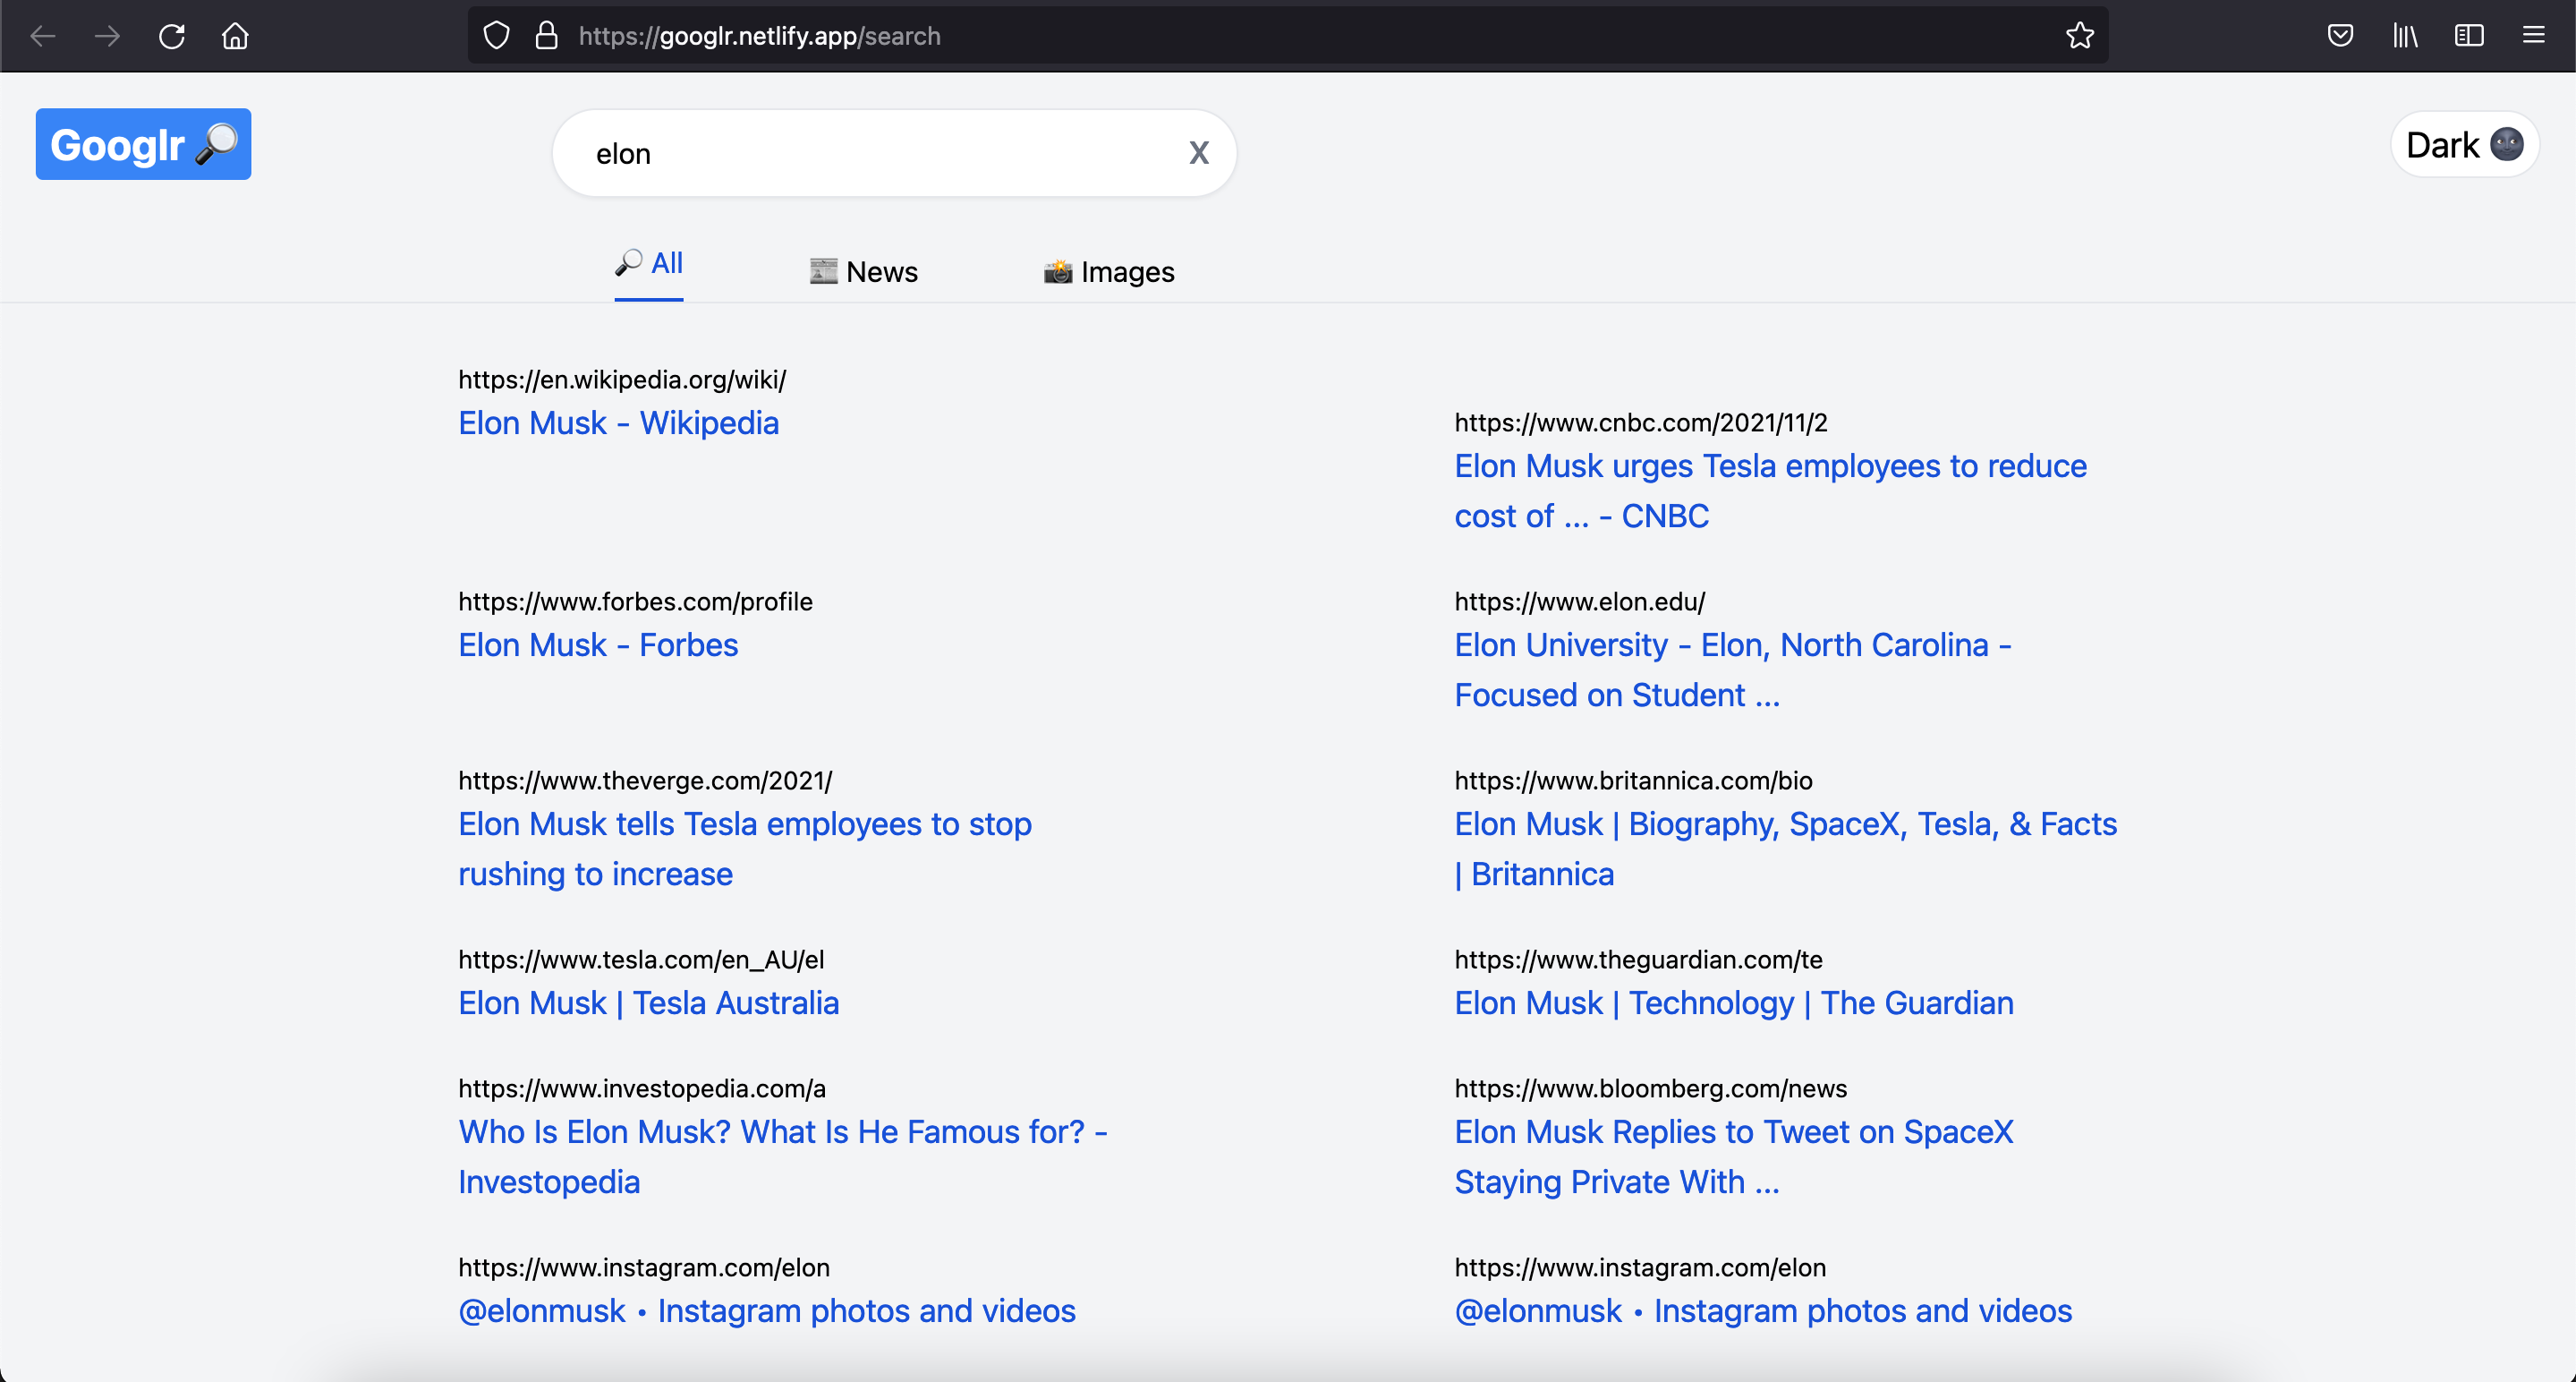 https://googlr.netlify.app/search
Googlr
elon
X
Dark
All
News
Images
https://en.wikipedia.org/wiki/
Elon Musk - Wikipedia
https://www.cnbc.com/2021/11/2
Elon Musk urges Tesla employees to reduce
cost of ... - CNBC
https://www.forbes.com/profile
Elon Musk - Forbes
https://www.elon.edu/
Elon University - Elon, North Carolina -
Focused on Student ...
https://www.theverge.com/2021/
Elon Musk tells Tesla employees to stop
rushing to increase
https://www.britannica.com/bio
Elon Musk | Biography, SpaceX, Tesla, & Facts
| Britannica
https://www.tesla.com/en_AU/el
Elon Musk | Tesla Australia
https://www.theguardian.com/te
Elon Musk | Technology | The Guardian
https://www.investopedia.com/a
Who Is Elon Musk? What Is He Famous for? -
Investopedia
https://www.bloomberg.com/news
Elon Musk Replies to Tweet on SpaceX
Staying Private With ...
https://www.instagram.com/elon
@elonmusk • Instagram photos and videos
https://www.instagram.com/elon
@elonmusk • Instagram photos and videos